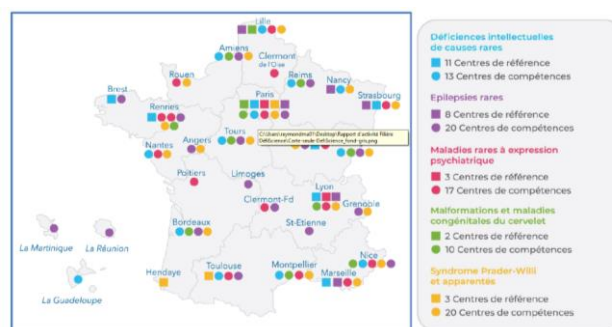 Lille
Amiens
Rouen
Clermont
de l'Oise
Reims
Nancy
Strasbourg
Brest
Rennes
Paris
Nantes
Angers
Tours
Poitiers
Limoges
Clermont-Fd
Lyon
Grenoble
St-Etienne
Bordeaux
Hendaye
Toulouse
Montpellier
Marseille
Nice
La Martinique
La Réunion
La Guadeloupe
Déficiences intellectuelles
de causes rares
11 Centres de référence
13 Centres de compétences
Epilepsies rares
8 Centres de référence
20 Centres de compétences
Maladies rares à expression
psychiatrique
3 Centres de référence
17 Centres de compétences
Malformations et maladies
congénitales du cervelet
2 Centres de référence
10 Centres de compétences
Syndrome Prader-Willi
et apparentés
3 Centres de référence
20 Centres de compétences